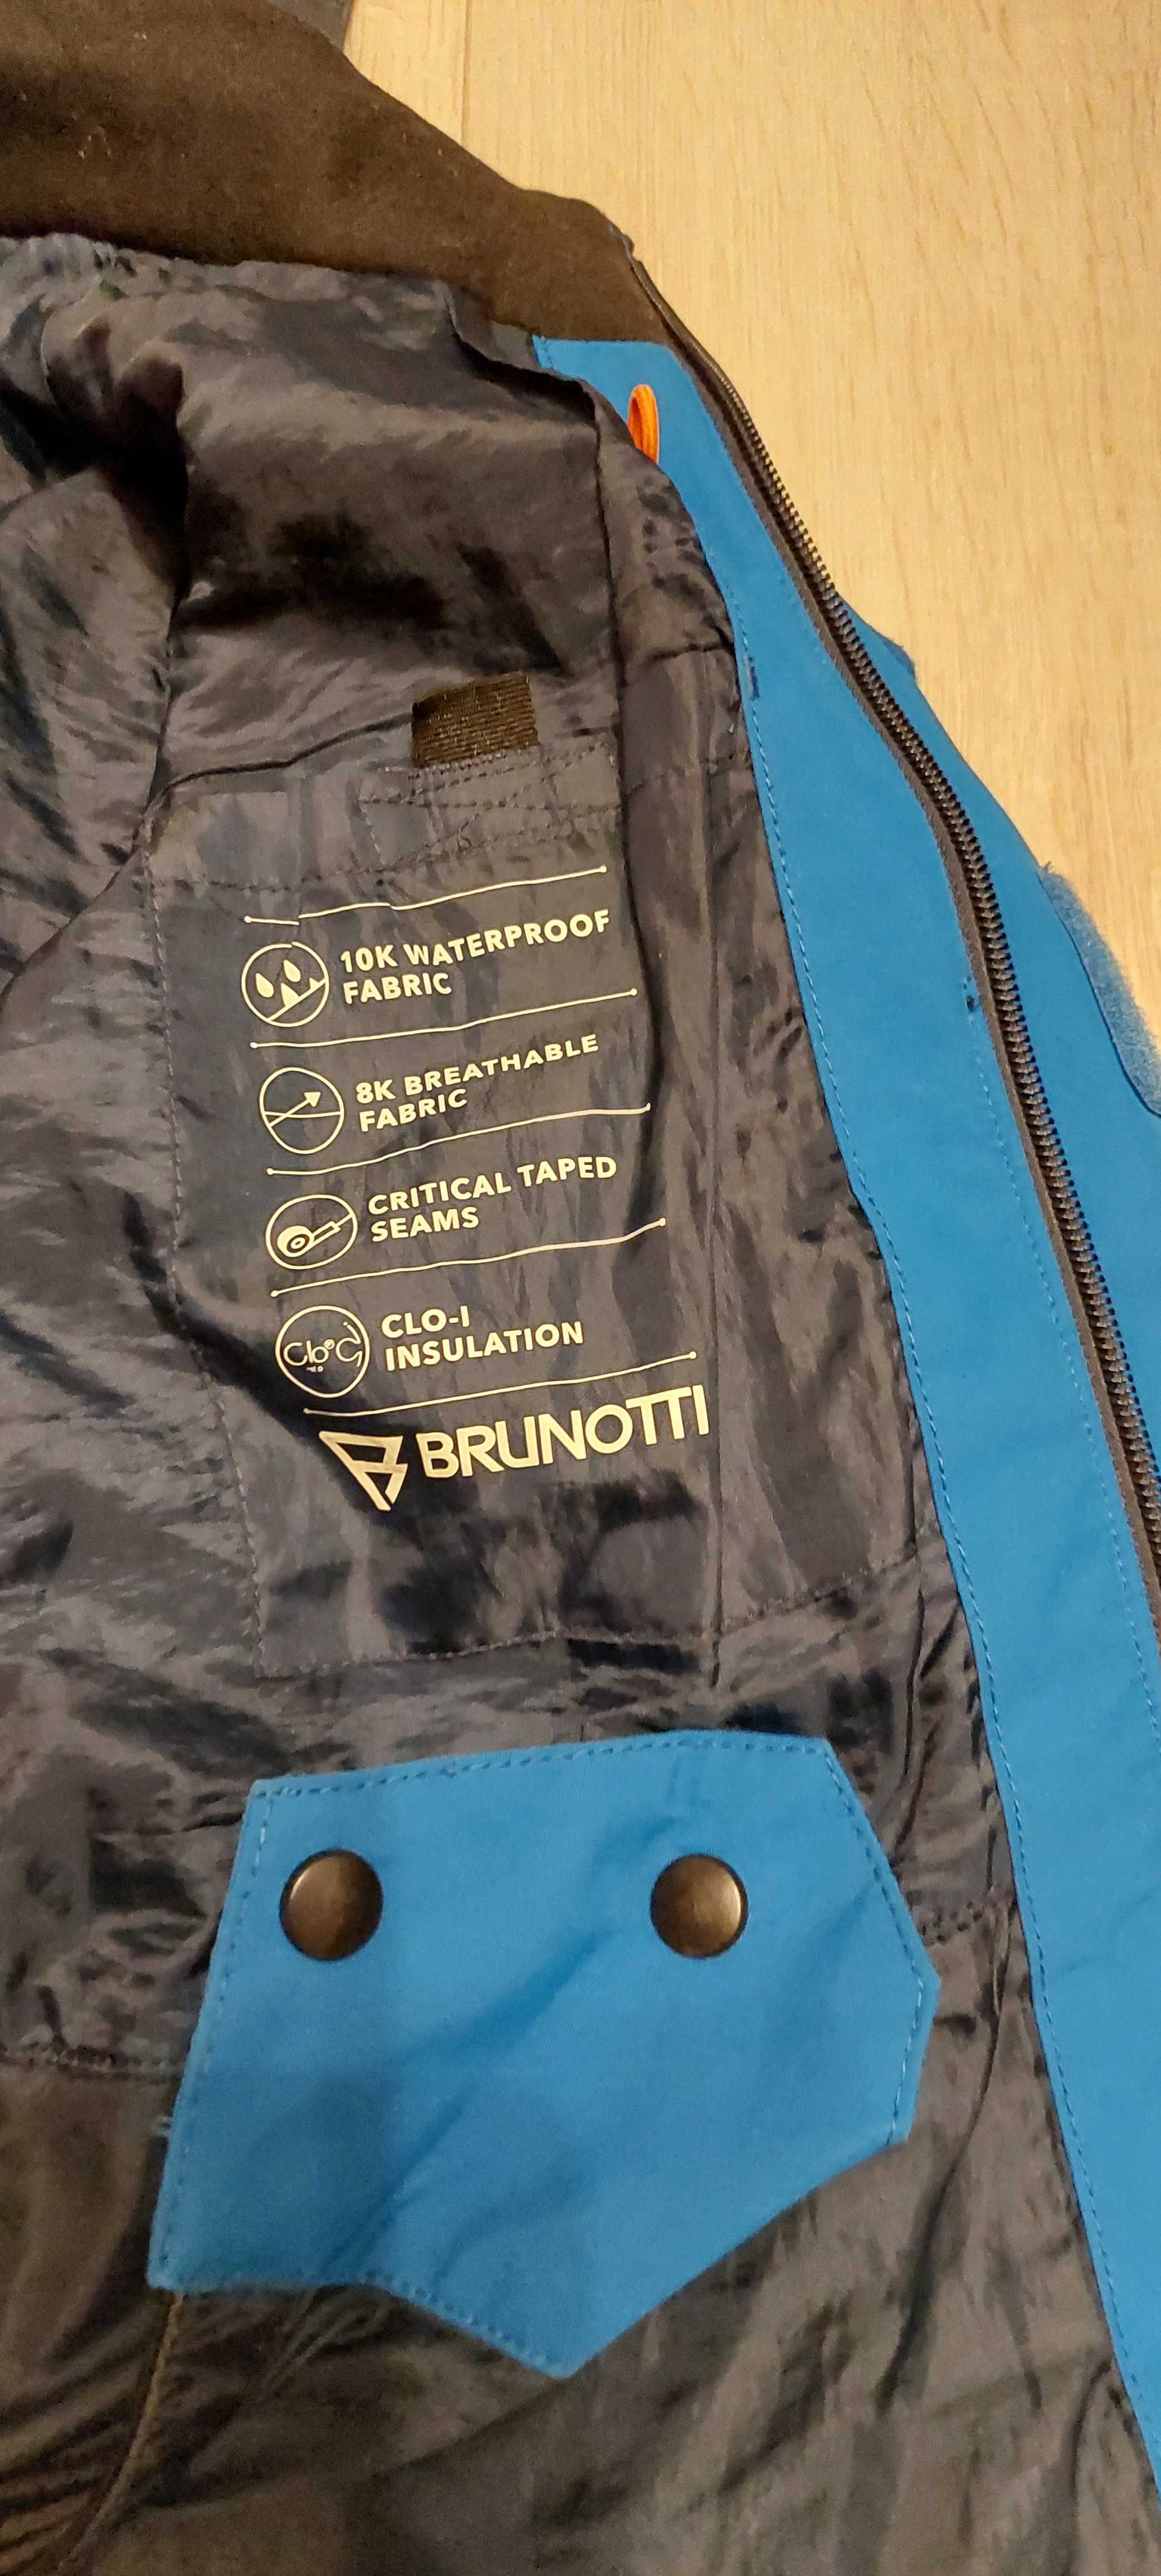 10K WATERPROOF
FABRIC
8K BREATHABLE
FABRIC
CRITICAL TAPED
SEAMS
CLO-I
INSULATION
BRUNOTTI